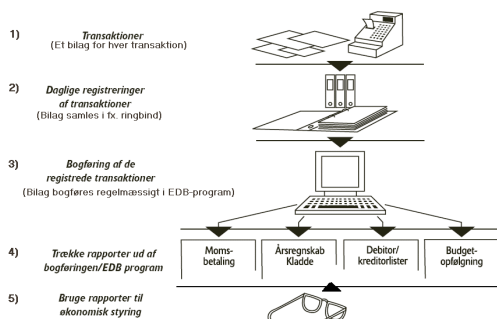 1) Transaktioner
(Et bilag for hver transaktion)
2) Daglige registreringer
af transaktioner
(Bilag samles i fx. ringbind)
3) Bogføring af de
registrede transaktioner
(Bilag bogføres regelmæssigt i EDB-program)
4) Trække rapporter ud af
bogføringen/EDB program
Moms-
betaling
Årsregnskab
Kladde
Debitor/
kreditorlister
Budget-
opfølgning
5) Bruge rapporter til
økonomisk styring